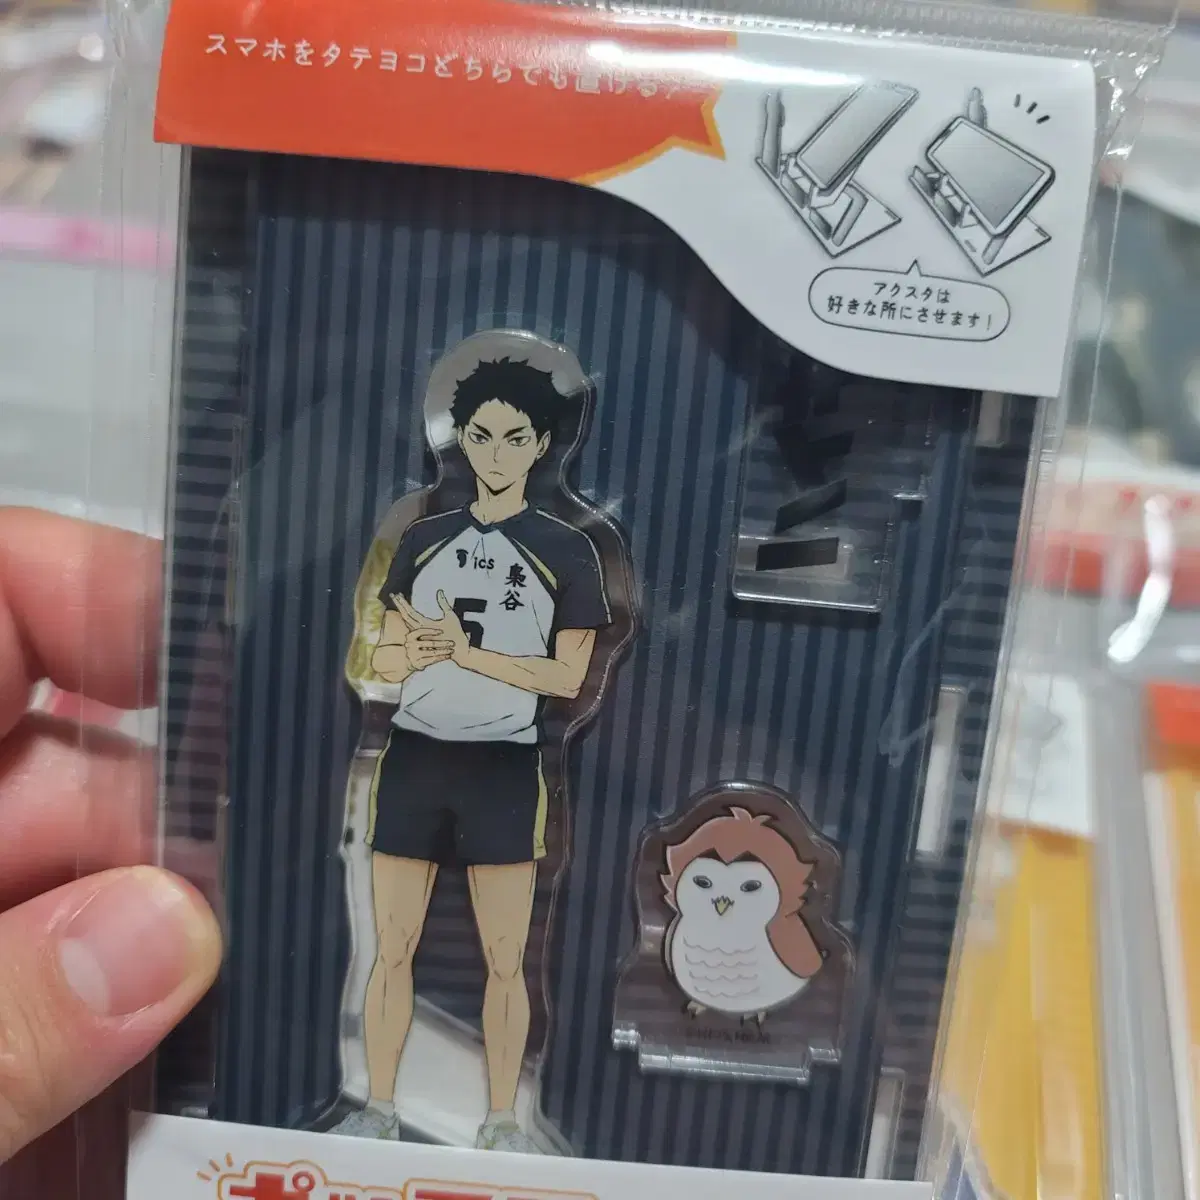 スマホをタテヨコどちらでも置ける
アクスタは
好きな所にさせます!
ics
梟
谷
5